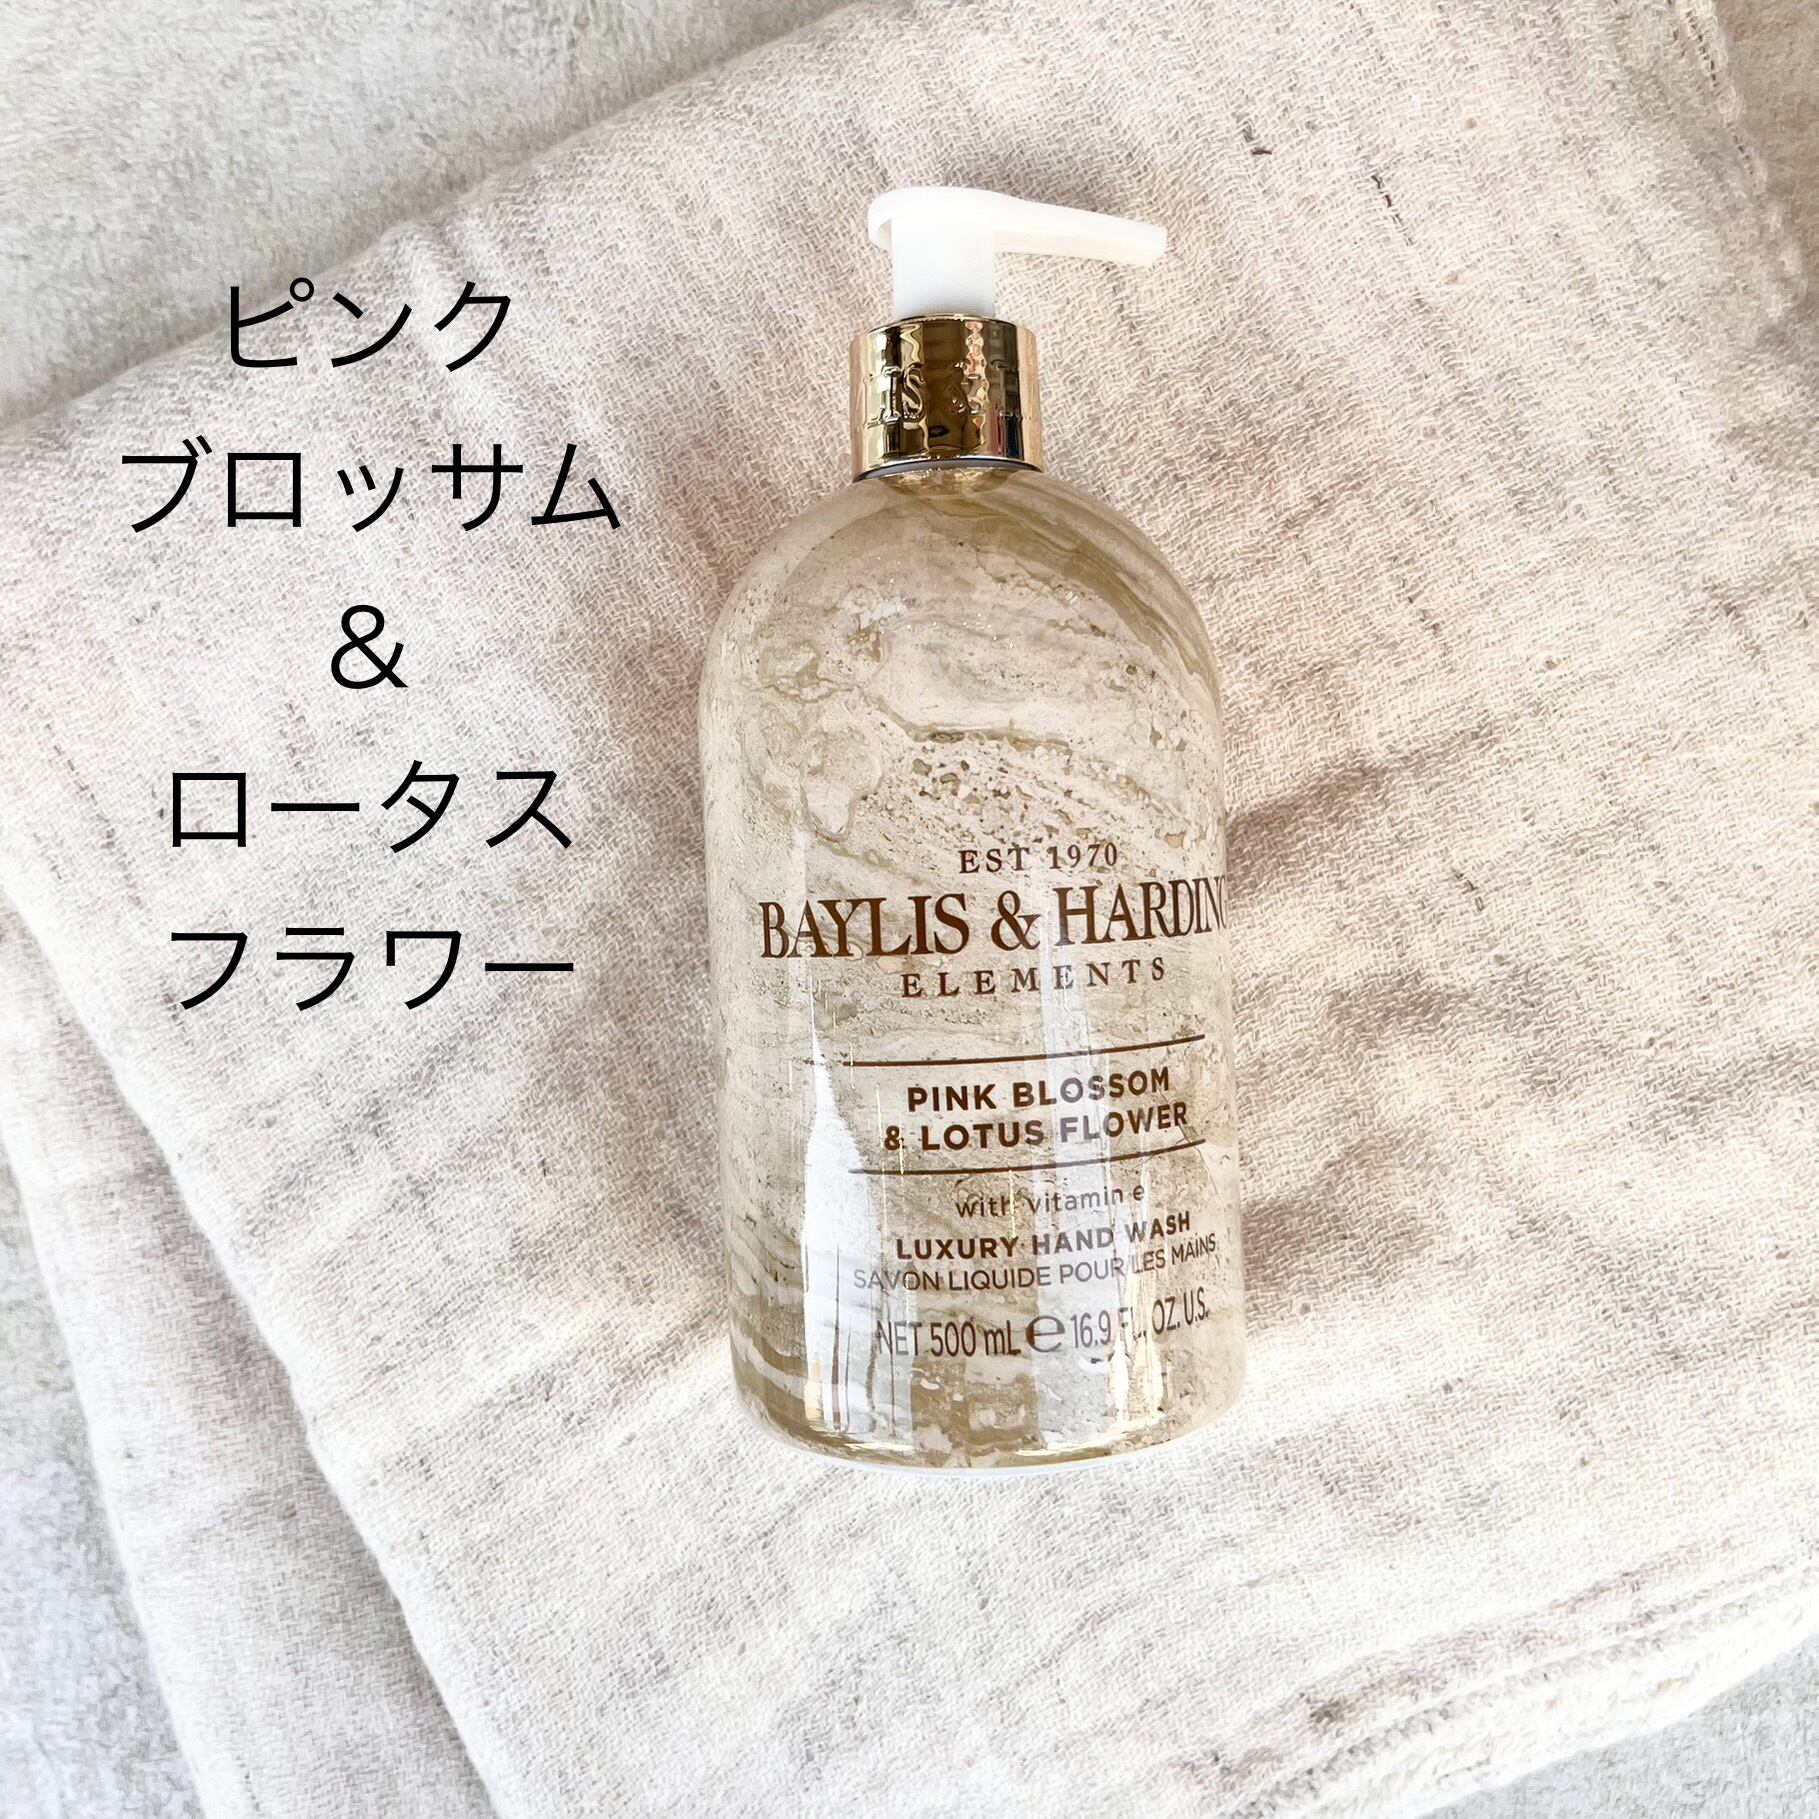 ピンク
ブロッサム
&
ロータス
フラワー
EST 1970
BAYLIS & HARDING
ELEMENTS
PINK BLOSSOM
& LOTUS FLOWER
with vitamin e
LUXURY HAND WASH
SAVON LIQUIDE POUR LES MAINS
NET 500 mL ℮ 16.9 FL. OZ. U.S.